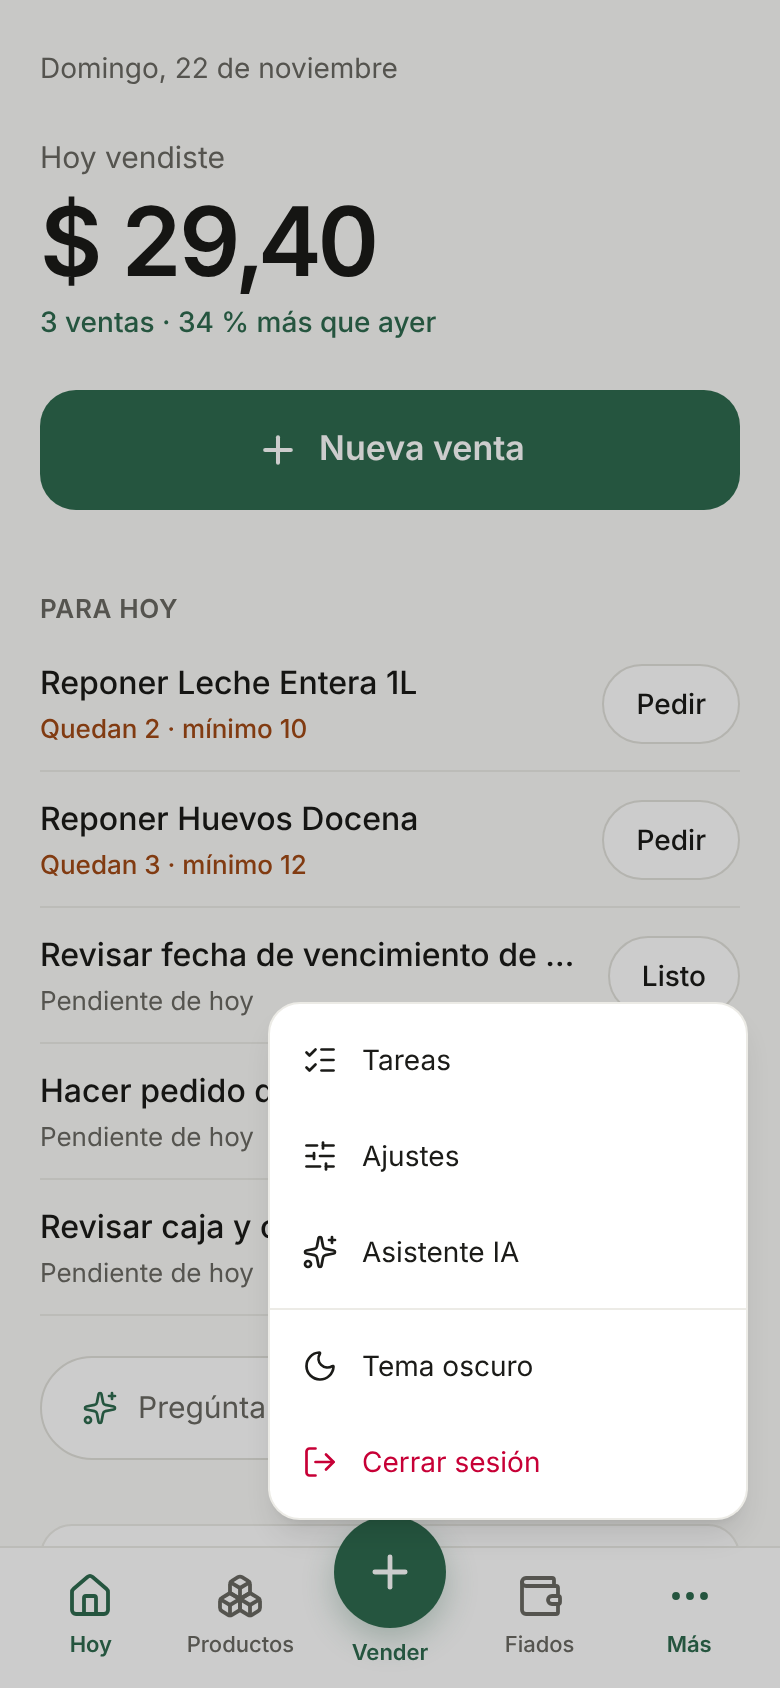 Domingo, 22 de noviembre
Hoy vendiste
$ 29,40
3 ventas · 34 % más que ayer
Nueva venta
PARA HOY
Reponer Leche Entera 1L
Quedan 2 · mínimo 10
Pedir
Reponer Huevos Docena
Quedan 3 · mínimo 12
Pedir
Revisar fecha de vencimiento de ...
Pendiente de hoy
Listo
Hacer pedido
Pendiente de hoy
Revisar caja y
Pendiente de hoy
Tareas
Ajustes
Asistente IA
Tema oscuro
Cerrar sesión
Hoy
Productos
Vender
Fiados
Más